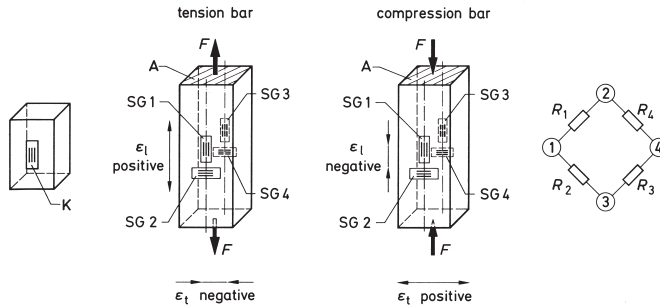 tension bar
compression bar
F
F
A
A
SG 1
SG 3
SG 1
SG 3
2
R1
R4
εl
positive
εl
negative
1
4
K
SG 2
SG 4
SG 2
SG 4
R2
R3
3
F
F
εt negative
εt positive